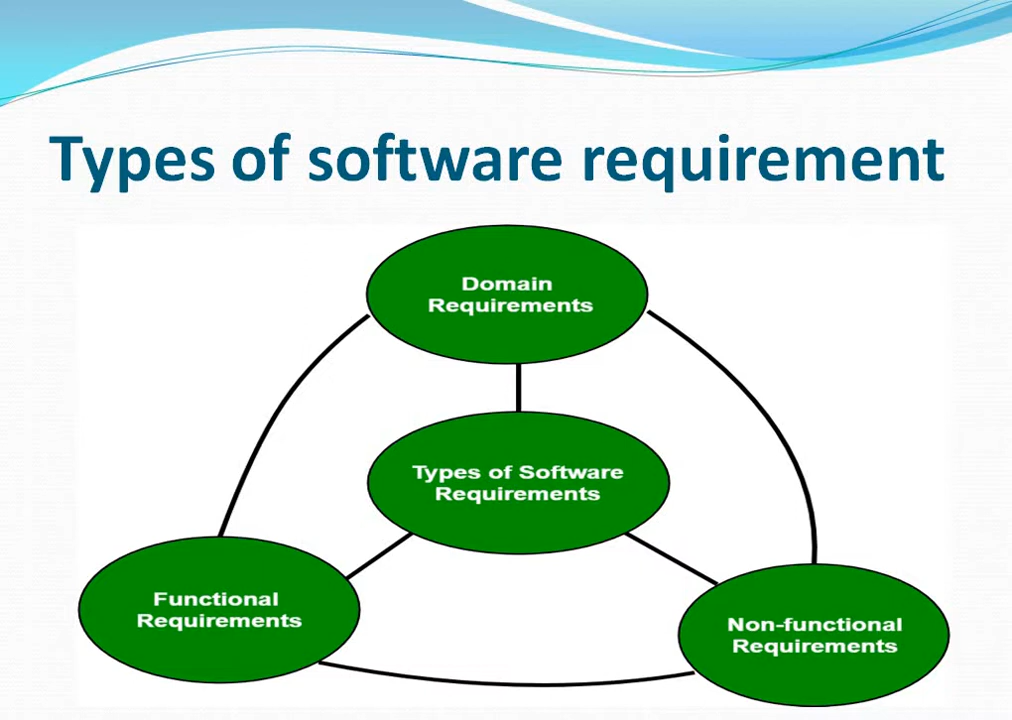 Types of software requirement
Domain
Requirements
Types of Software
Requirements
Functional
Requirements
Non-functional
Requirements